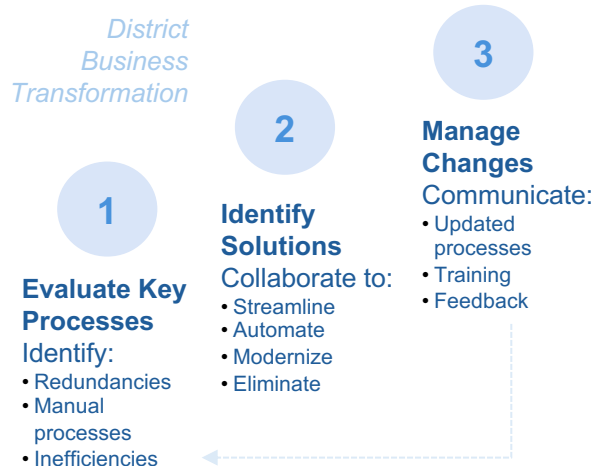 District
Business
Transformation
1
Evaluate Key
Processes
Identify:
• Redundancies
• Manual
processes
• Inefficiencies
2
Identify
Solutions
Collaborate to:
• Streamline
• Automate
• Modernize
• Eliminate
3
Manage
Changes
Communicate:
• Updated
processes
• Training
• Feedback